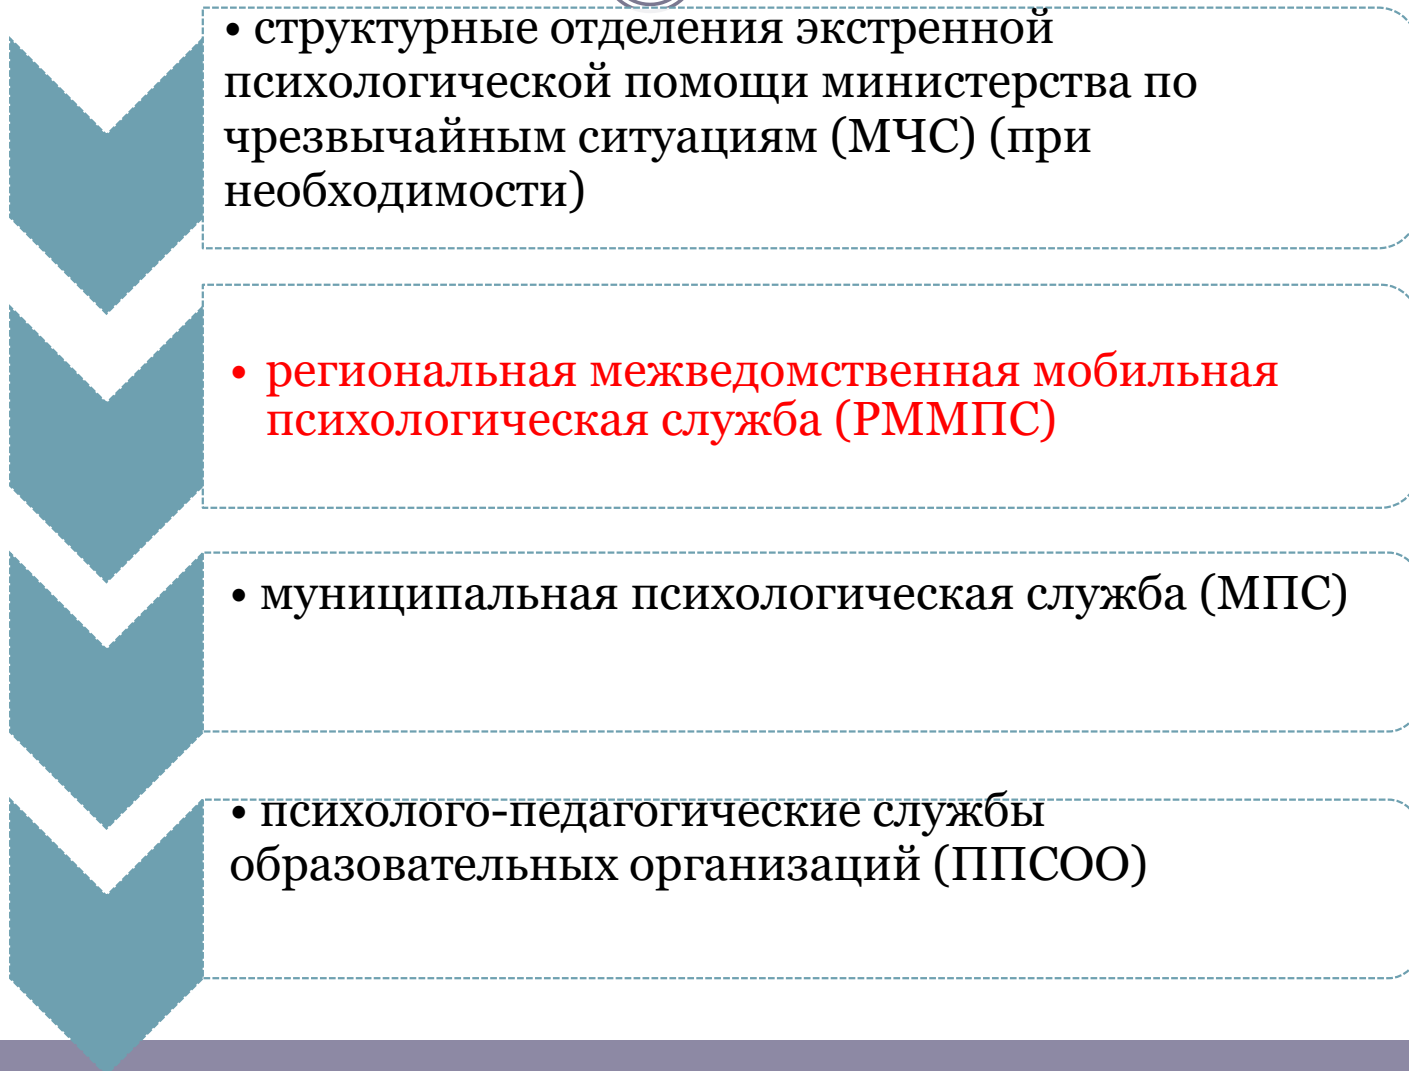 • структурные отделения экстренной
психологической помощи министерства по
чрезвычайным ситуациям (МЧС) (при
необходимости)
• региональная межведомственная мобильная
психологическая служба (РММПС)
• муниципальная психологическая служба (МПС)
• психолого-педагогические службы
образовательных организаций (ППСОО)